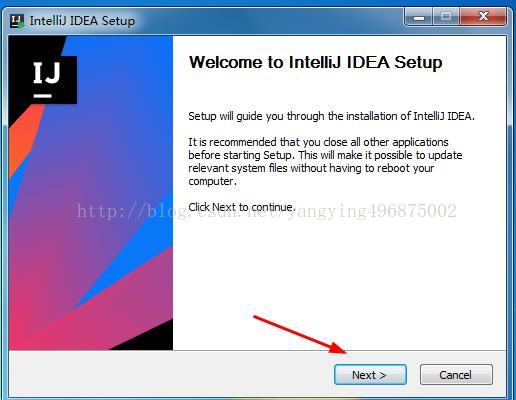 IntelliJ IDEA Setup
IJ
Welcome to IntelliJ IDEA Setup
Setup will guide you through the installation of IntelliJ IDEA.
It is recommended that you close all other applications
before starting Setup. This will make it possible to update
relevant system files without having to reboot your
computer.
http://blog.csdn.net/yangying496875002
Click Next to continue.
Next >
Cancel